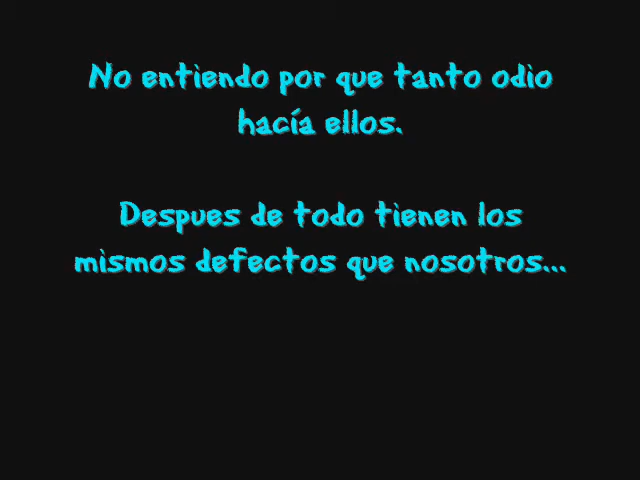 No entiendo por que tanto odio
hacía ellos.
Despues de todo tienen los
mismos defectos que nosotros...